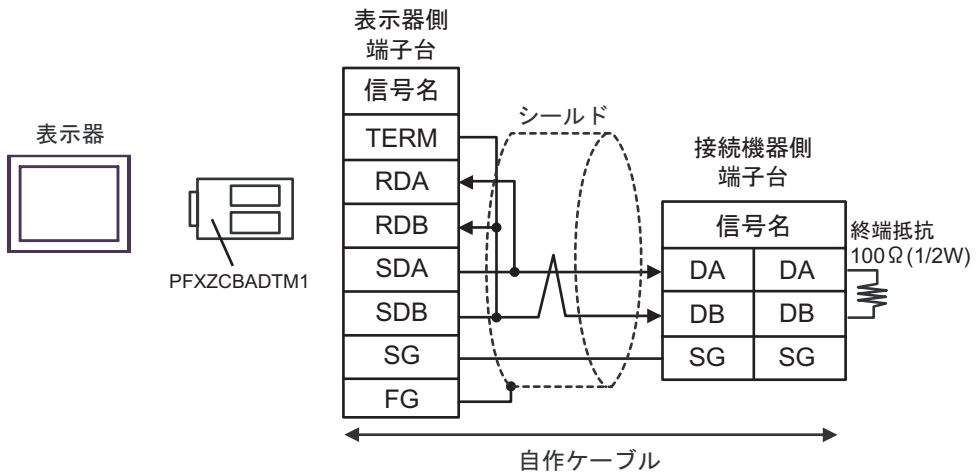 表示器
PFXZCBADTM1
表示器側
端子台
信号名
TERM
RDA
RDB
SDA
SDB
SG
FG
シールド
接続機器側
端子台
信号名
DA DA
DB DB
SG SG
終端抵抗
100Ω(1/2W)
自作ケーブル